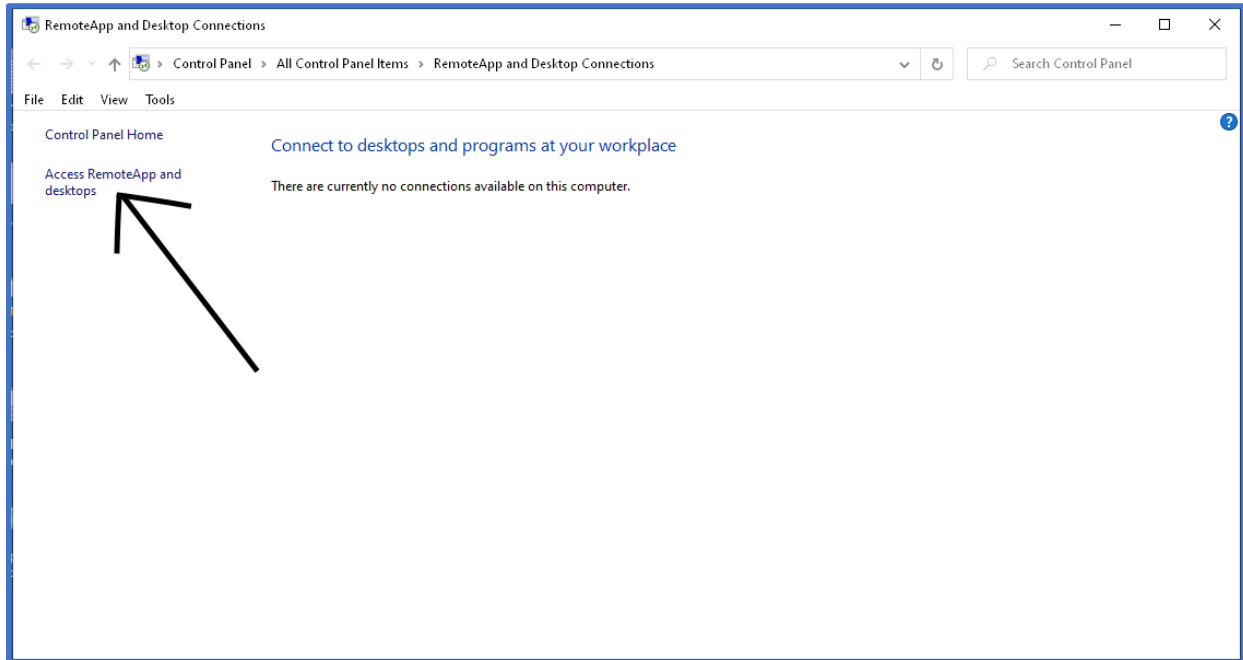 RemoteApp and Desktop Connections
Control Panel > All Control Panel Items > RemoteApp and Desktop Connections
Search Control Panel
File Edit View Tools
Control Panel Home
Connect to desktops and programs at your workplace
Access RemoteApp and
desktops
There are currently no connections available on this computer.